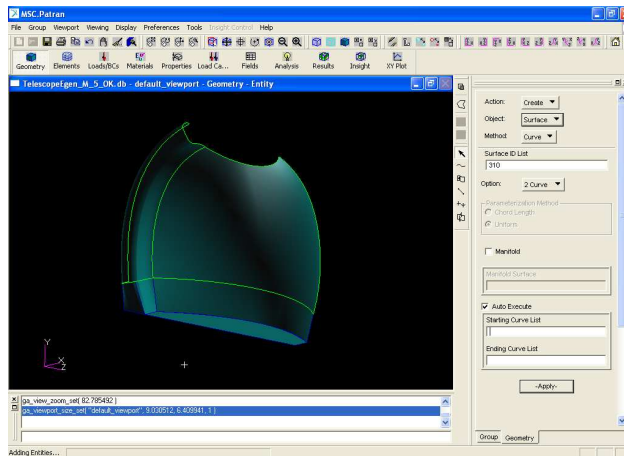 MSC.Patran
File Group Viewport Viewing Display Preferences Tools Insight Control Help
Geometry Elements Loads/BCs Materials Properties Load Ca... Fields Analysis Results Insight XY Plot
TelescopeEgen_M_5_OK.db - default_viewport - Geometry - Entity
Action: Create
Object: Surface
Method: Curve
Surface ID List
310
Option: 2 Curve
Parameterization Method
Chord Length
Uniform
Manifold
Manifold Surface
Auto Execute
Starting Curve List
Ending Curve List
-Apply-
Y
X
Z
ga_view_zoom_set( 82.785492 )
ga_viewport_size_set( "default_viewport", 9.030512, 6.409941, 1 )
Group Geometry
Adding Entities...